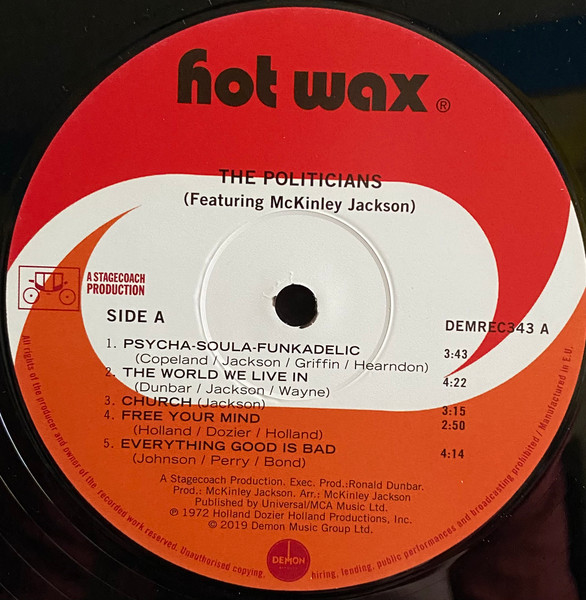 hot wax ®
THE POLITICIANS
(Featuring McKinley Jackson)
A STAGECOACH
PRODUCTION
SIDE A
DEMREC343 A
1. PSYCHA-SOULA-FUNKADELIC 3:43
(Copeland / Jackson / Griffin / Hearndon)
2. THE WORLD WE LIVE IN 4:22
(Dunbar / Jackson / Wayne)
3. CHURCH (Jackson) 3:15
4. FREE YOUR MIND 2:50
(Holland / Dozier / Holland)
5. EVERYTHING GOOD IS BAD 4:14
(Johnson / Perry / Bond)
A Stagecoach Production. Exec. Prod.:Ronald Dunbar.
Prod.: McKinley Jackson. Arr.: McKinley Jackson
Published by Universal/MCA Music Ltd.
℗ 1972 Holland Dozier Holland Productions, Inc.
© 2019 Demon Music Group Ltd.
DEMON
All rights of the producer and owner of the recorded work reserved. Unauthorised copying, hiring, lending, public performances and broadcasting prohibited / Manufactured in E.U.